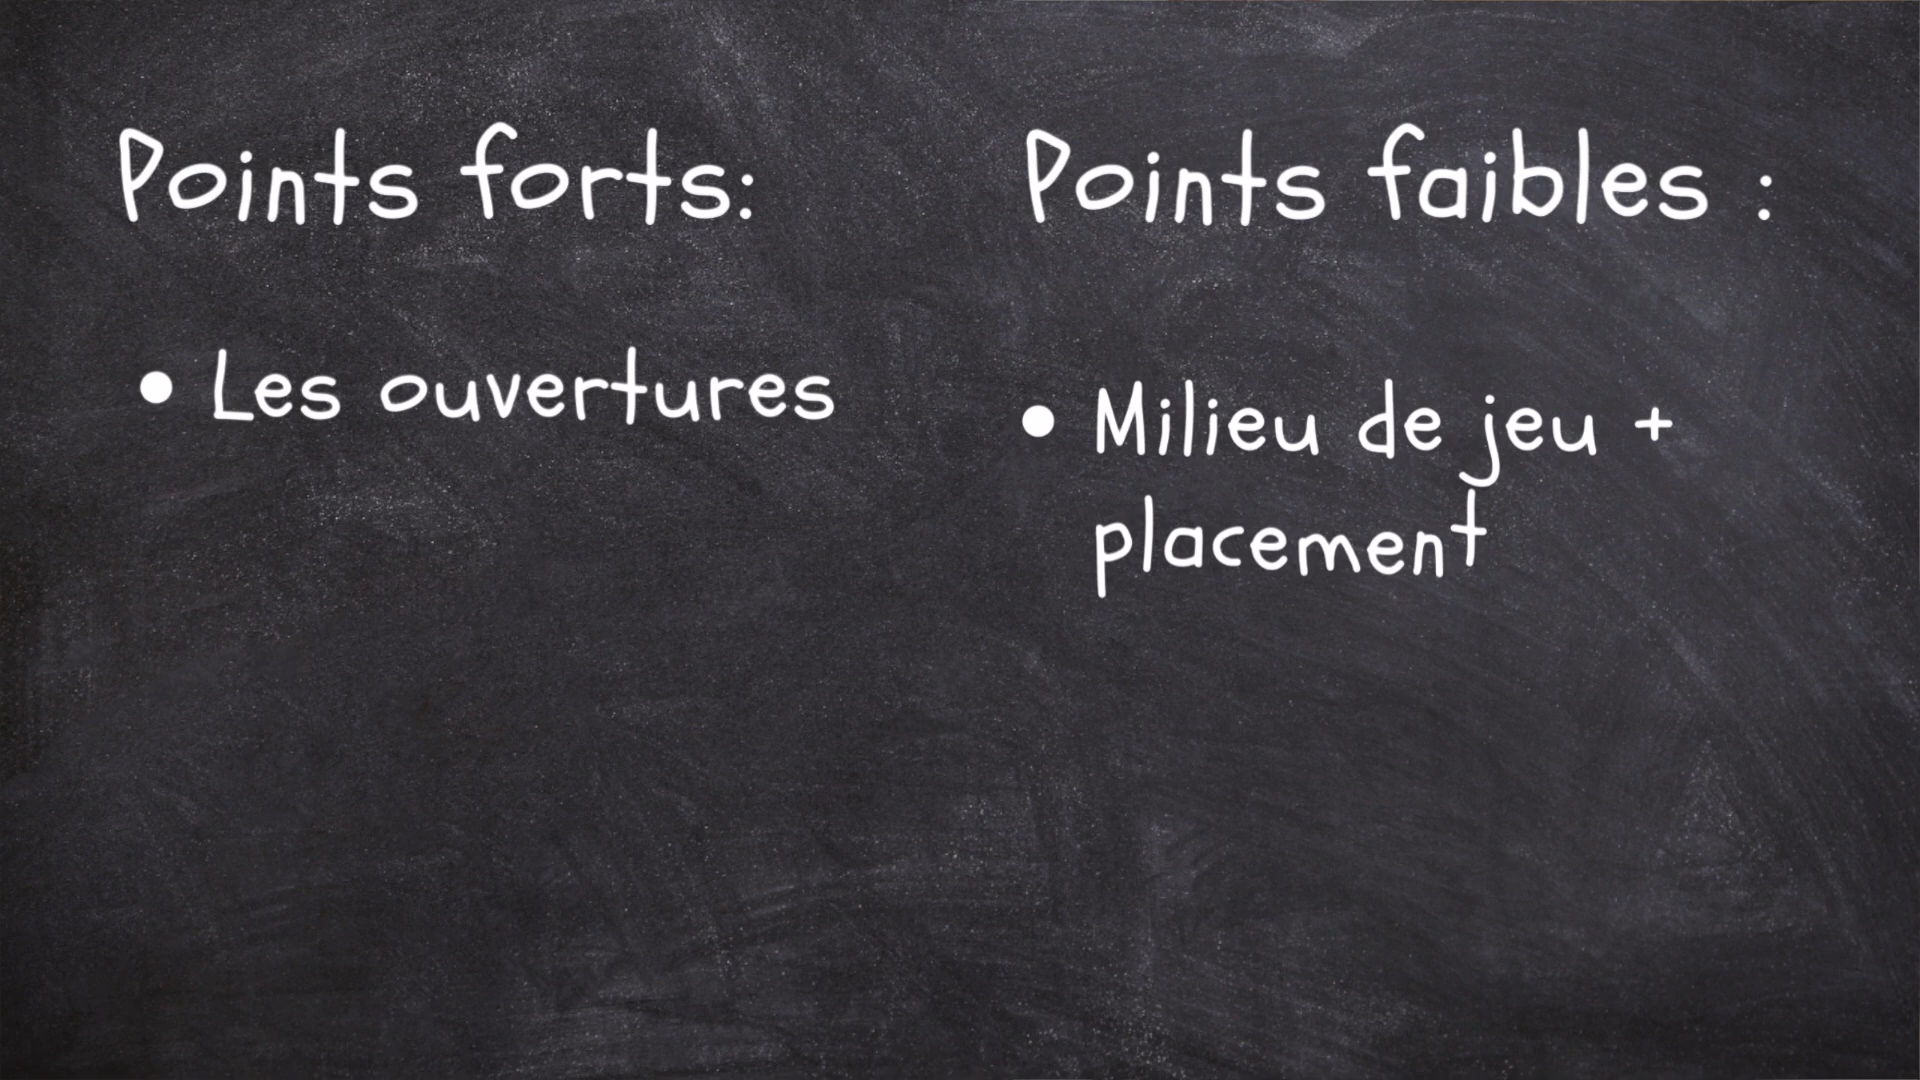 Points forts:
• Les ouvertures
Points faibles :
• Milieu de jeu +
placement